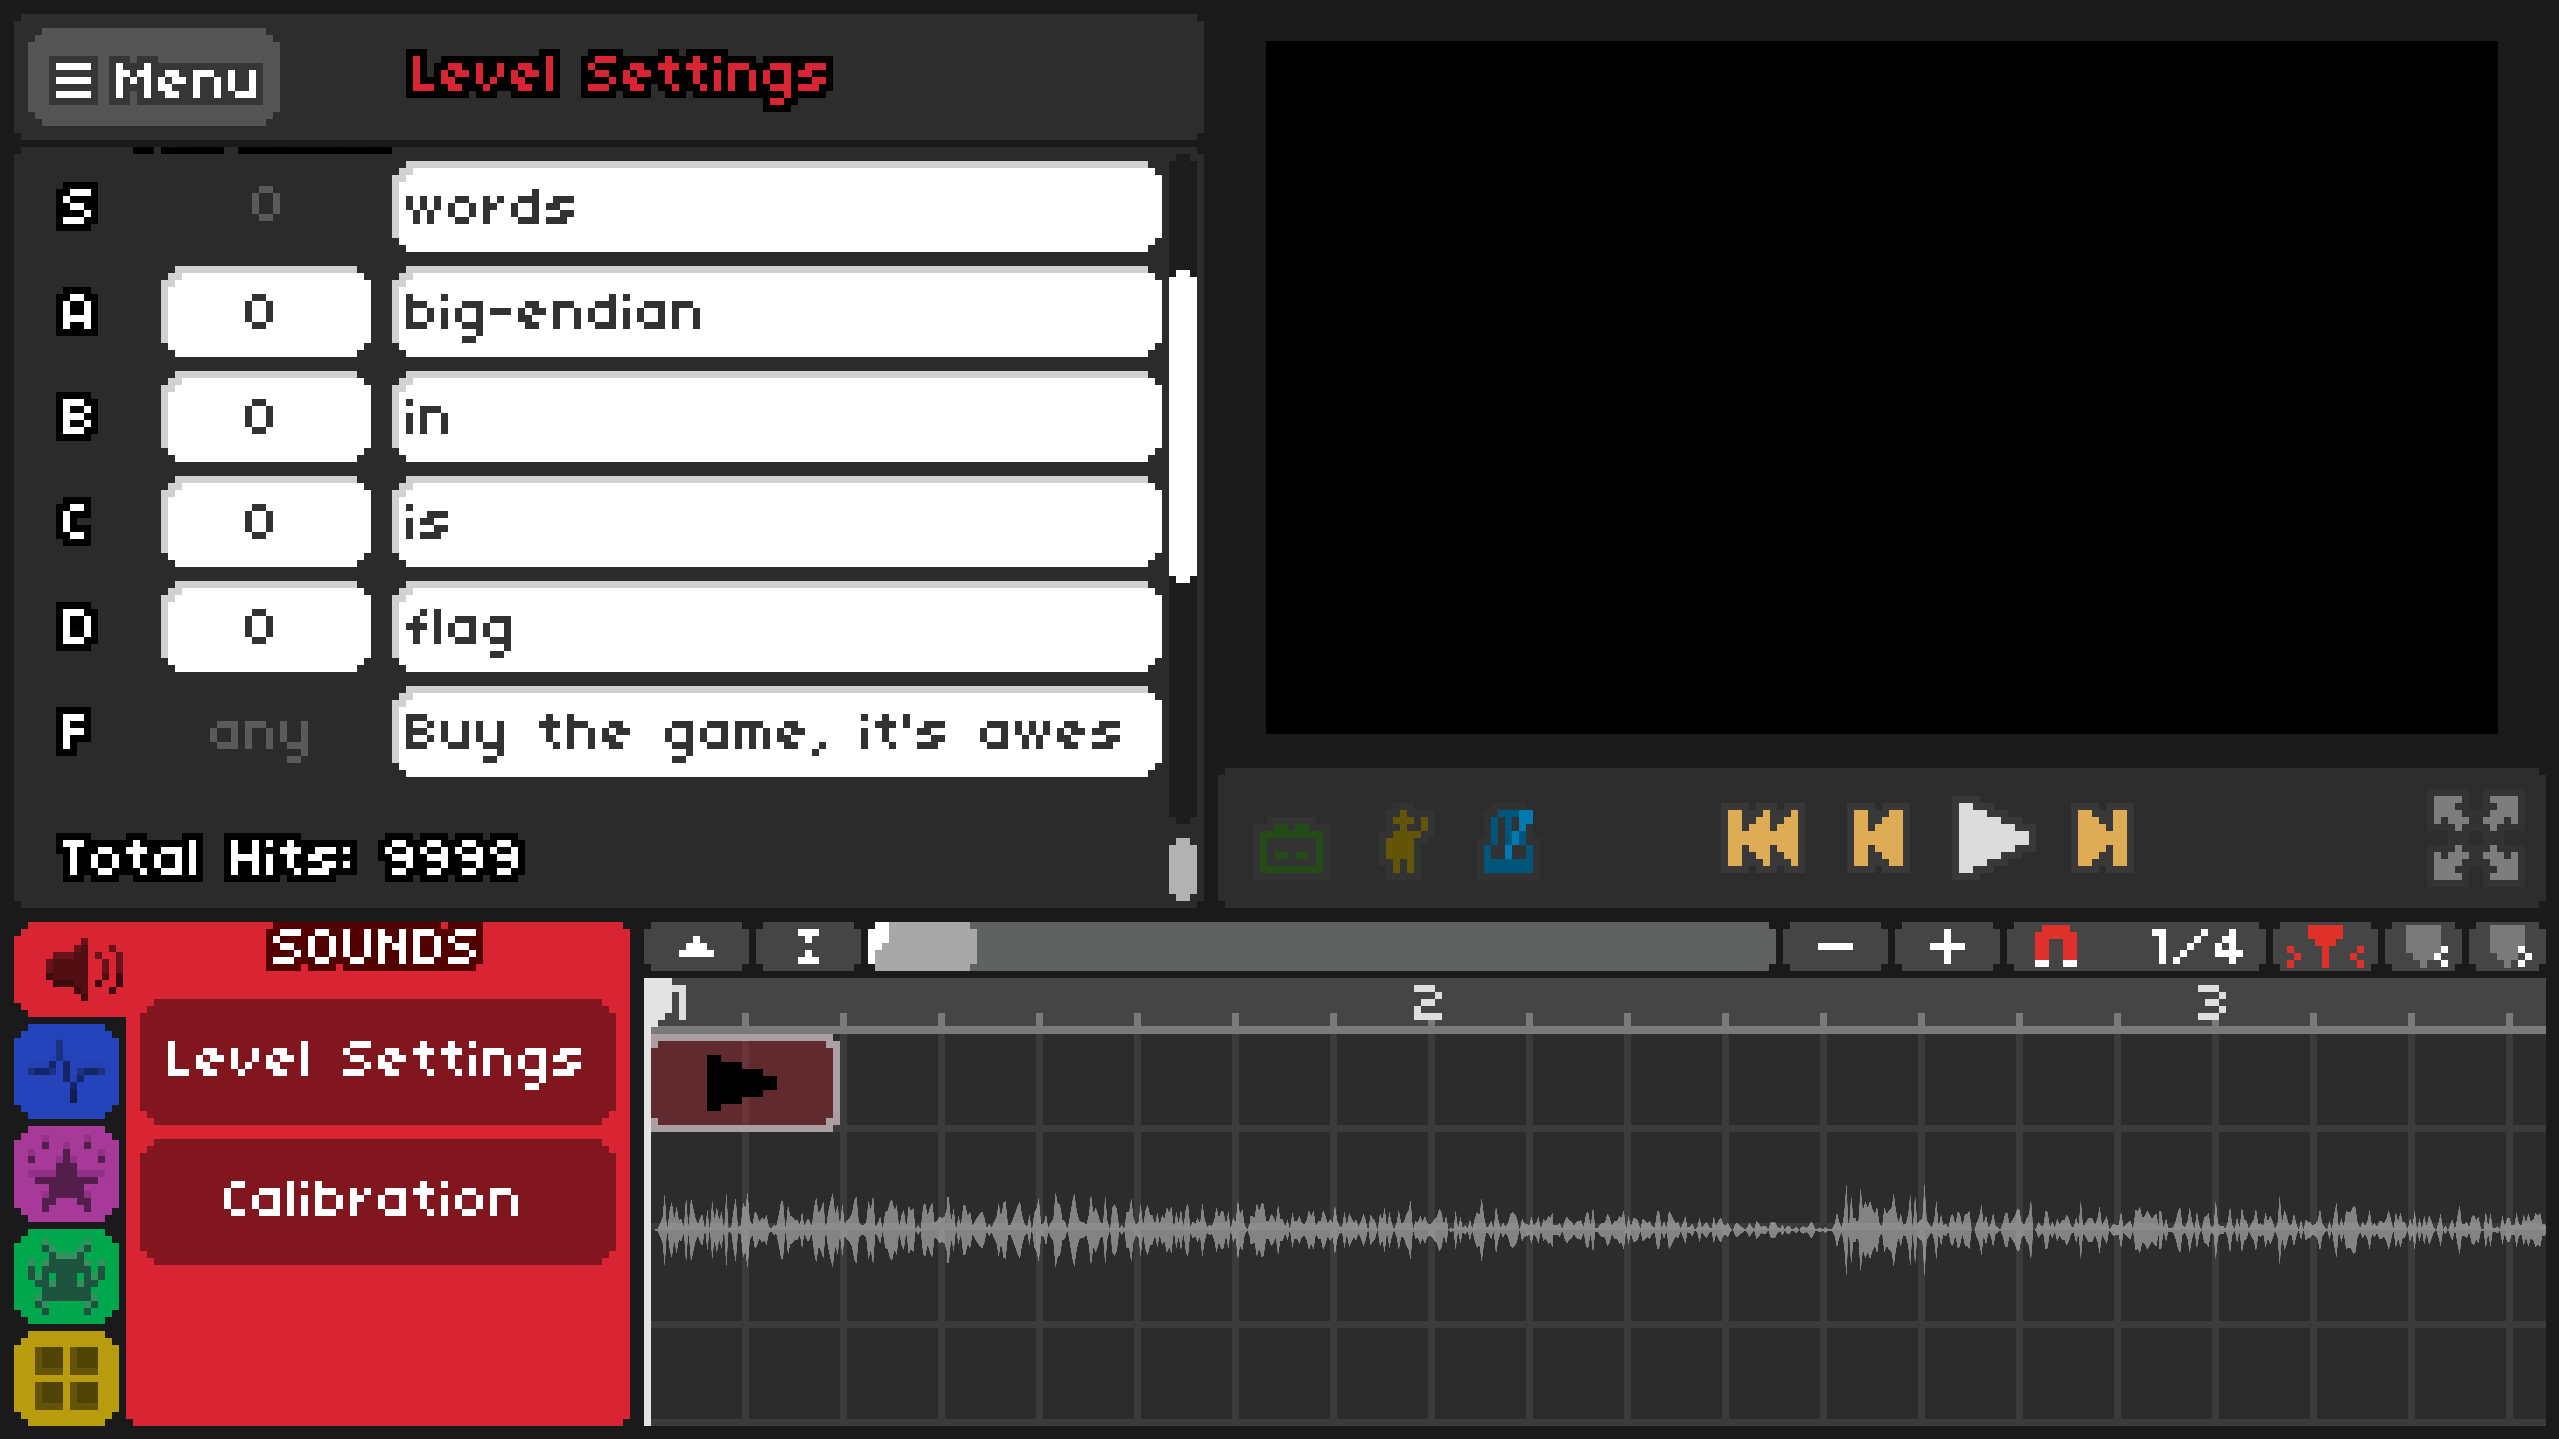 Menu
Level Settings
S 0 words
A 0 big-endian
B 0 in
C 0 is
D 0 flag
F any Buy the game, it's awes
Total Hits: 9999
SOUNDS
Level Settings
Calibration
1/4
1 2 3